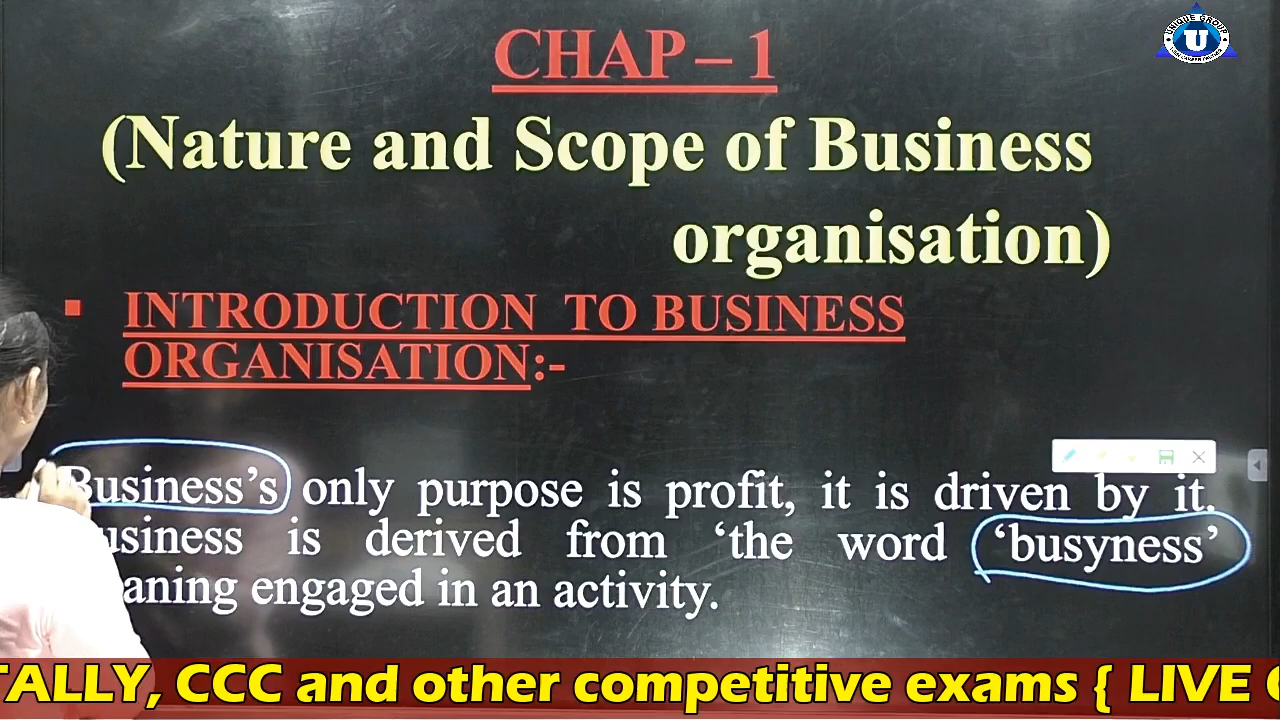 UNIQUE GROUP
U
CHAP – 1
(Nature and Scope of Business
organisation)
▪ INTRODUCTION TO BUSINESS
ORGANISATION:-
Business’s only purpose is profit, it is driven by it.
usiness is derived from ‘the word ‘busyness’
aning engaged in an activity.
TALLY, CCC and other competitive exams { LIVE